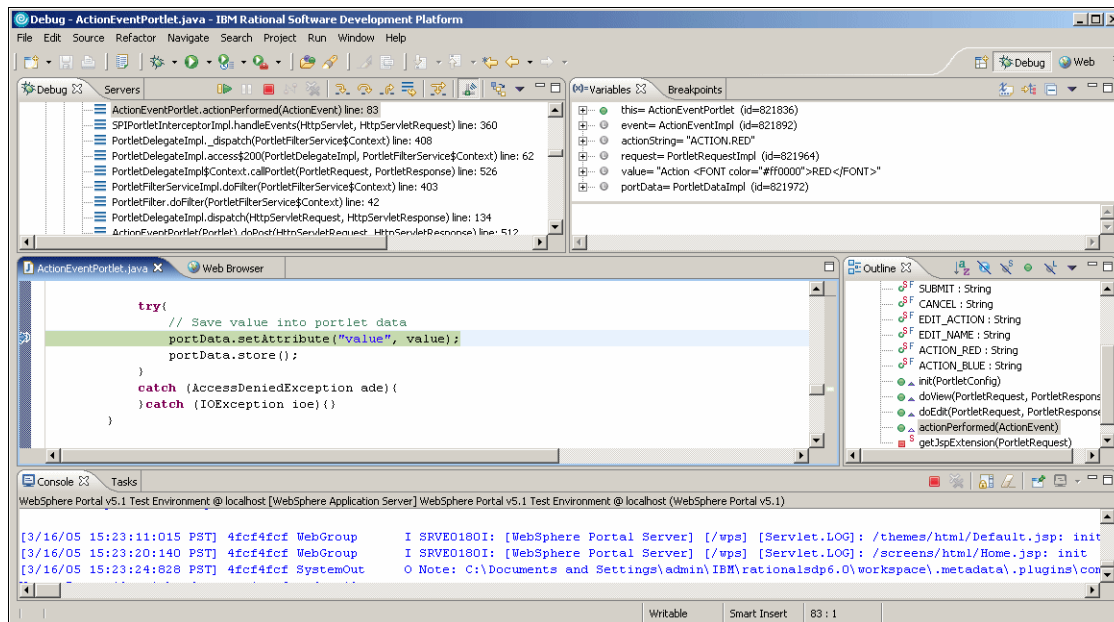 Debug - ActionEventPortlet.java - IBM Rational Software Development Platform
File Edit Source Refactor Navigate Search Project Run Window Help
Debug Web
Debug Servers
ActionEventPortlet.actionPerformed(ActionEvent) line: 83
SPIPortletInterceptorImpl.handleEvents(HttpServlet, HttpServletRequest) line: 360
PortletDelegateImpl._dispatch(PortletFilterService$Context) line: 408
PortletDelegateImpl.access$200(PortletDelegateImpl, PortletFilterService$Context) line: 62
PortletDelegateImpl$Context.callPortlet(PortletRequest, PortletResponse) line: 526
PortletFilterServiceImpl.doFilter(PortletFilterService$Context) line: 403
PortletFilter.doFilter(PortletFilterService$Context) line: 42
PortletDelegateImpl.dispatch(HttpServletRequest, HttpServletResponse) line: 134
ActionEventPortlet(Portlet).doPost(HttpServletRequest, HttpServletResponse) line: 512
(x)= Variables Breakpoints
this= ActionEventPortlet (id=821836)
event= ActionEventImpl (id=821892)
actionString= "ACTION.RED"
request= PortletRequestImpl (id=821964)
value= "Action <FONT color="#ff0000">RED</FONT>"
portData= PortletDataImpl (id=821972)
ActionEventPortlet.java Web Browser
try{
// Save value into portlet data
portData.setAttribute("value", value);
portData.store();
}
catch (AccessDeniedException ade){
}catch (IOException ioe){}
}
Outline
SUBMIT : String
CANCEL : String
EDIT_ACTION : String
EDIT_NAME : String
ACTION_RED : String
ACTION_BLUE : String
init(PortletConfig)
doView(PortletRequest, PortletRespons
doEdit(PortletRequest, PortletResponse
actionPerformed(ActionEvent)
getJspExtension(PortletRequest)
Console Tasks
WebSphere Portal v5.1 Test Environment @ localhost [WebSphere Application Server] WebSphere Portal v5.1 Test Environment @ localhost (WebSphere Portal v5.1)
[3/16/05 15:23:11:015 PST] 4fcf4fcf WebGroup I SRVE0180I: [WebSphere Portal Server] [/wps] [Servlet.LOG]: /themes/html/Default.jsp: init
[3/16/05 15:23:20:140 PST] 4fcf4fcf WebGroup I SRVE0180I: [WebSphere Portal Server] [/wps] [Servlet.LOG]: /screens/html/Home.jsp: init
[3/16/05 15:23:24:828 PST] 4fcf4fcf SystemOut O Note: C:\Documents and Settings\admin\IBM\rationalsdp6.0\workspace\.metadata\.plugins\com
Writable Smart Insert 83 : 1